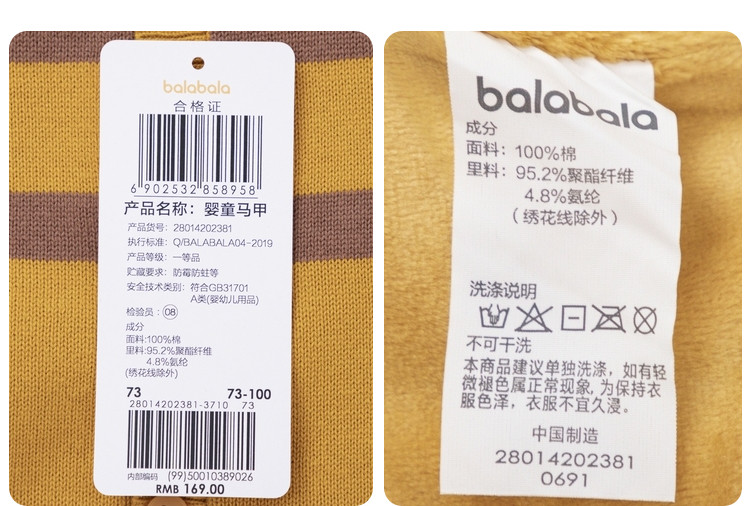 balabala
合格证
6 902532 858958
产品名称：婴童马甲
产品货号：28014202381
执行标准：Q/BALABALA04-2019
产品等级：一等品
贮藏要求：防霉防蛀等
安全技术类别：符合GB31701
A类(婴幼儿用品)
检验员：08
成分
面料:100%棉
里料:95.2%聚酯纤维
4.8%氨纶
(绣花线除外)
73 73-100
28014202381-3710 73
内部编码 (99)50010389026
RMB 169.00
balabala
成分
面料：100%棉
里料：95.2%聚酯纤维
4.8%氨纶
（绣花线除外）
洗涤说明
不可干洗
本商品建议单独洗涤，如有轻
微褪色属正常现象，为保持衣
服色泽，衣服不宜久浸。
中国制造
28014202381
0691